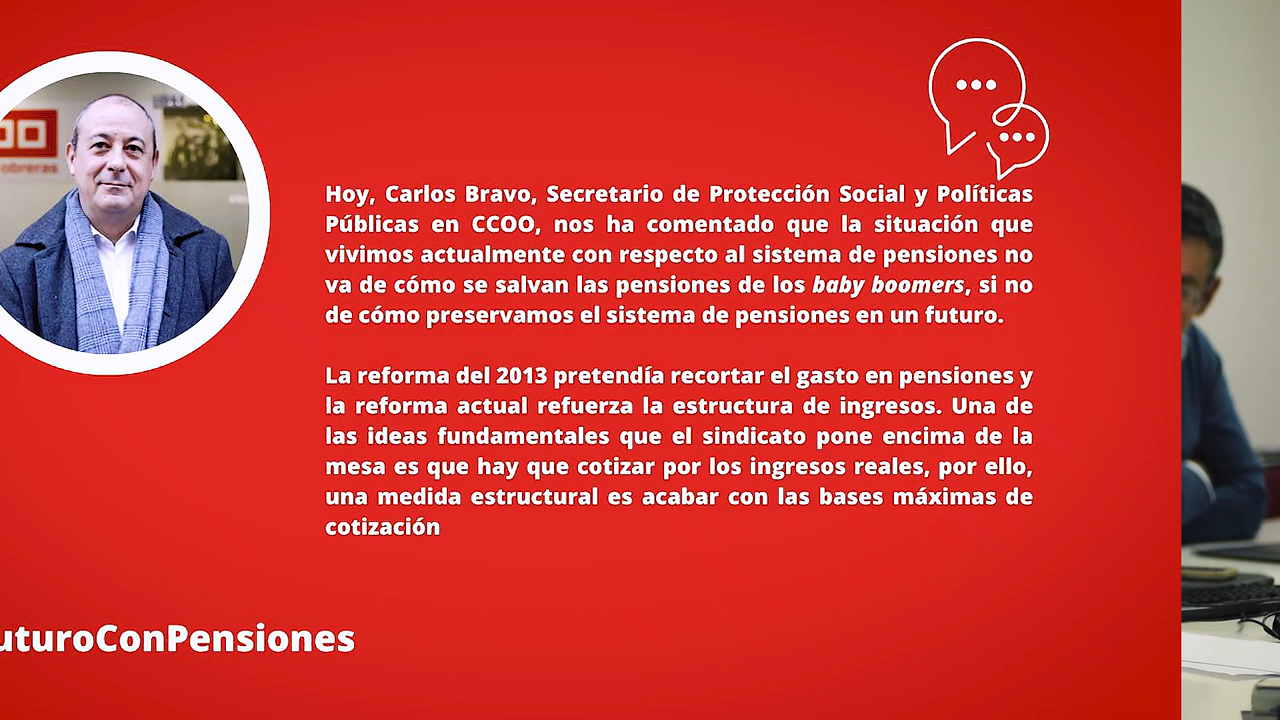 obreras
Hoy, Carlos Bravo, Secretario de Protección Social y Políticas
Públicas en CCOO, nos ha comentado que la situación que
vivimos actualmente con respecto al sistema de pensiones no
va de cómo se salvan las pensiones de los baby boomers, si no
de cómo preservamos el sistema de pensiones en un futuro.
La reforma del 2013 pretendía recortar el gasto en pensiones y
la reforma actual refuerza la estructura de ingresos. Una de
las ideas fundamentales que el sindicato pone encima de la
mesa es que hay que cotizar por los ingresos reales, por ello,
una medida estructural es acabar con las bases máximas de
cotización
uturoConPensiones